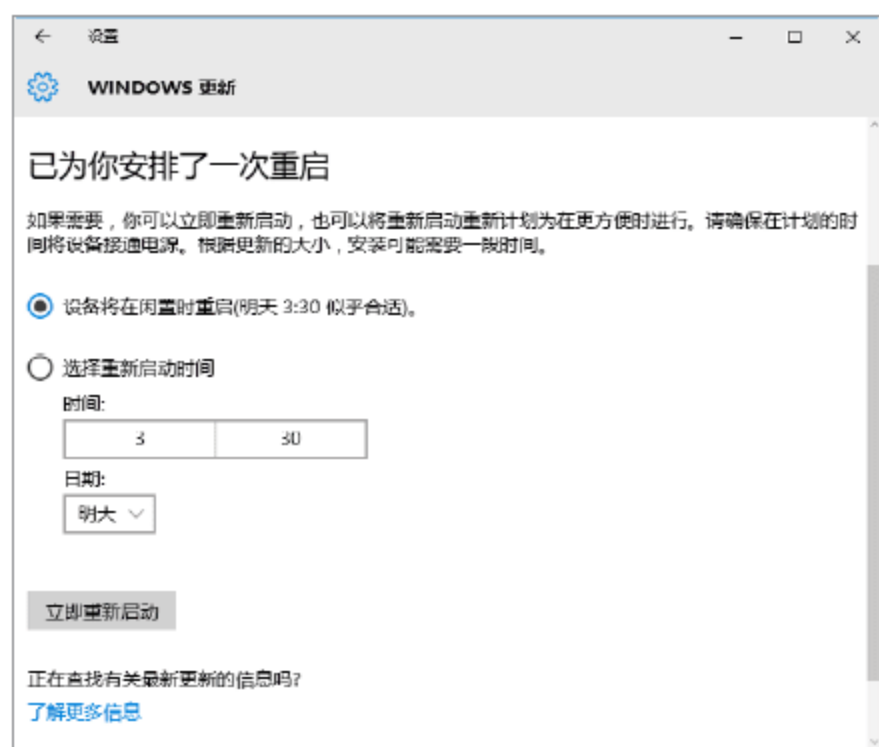 设置
WINDOWS 更新
已为你安排了一次重启
如果需要，你可以立即重新启动，也可以将重新启动重新计划为在更方便时进行。请确保在计划的时
间将设备接通电源。根据更新的大小，安装可能需要一段时间。
设备将在闲置时重启(明天 3:30 似乎合适)。
选择重新启动时间
时间:
3 30
日期:
明天
立即重新启动
正在查找有关最新更新的信息吗?
了解更多信息